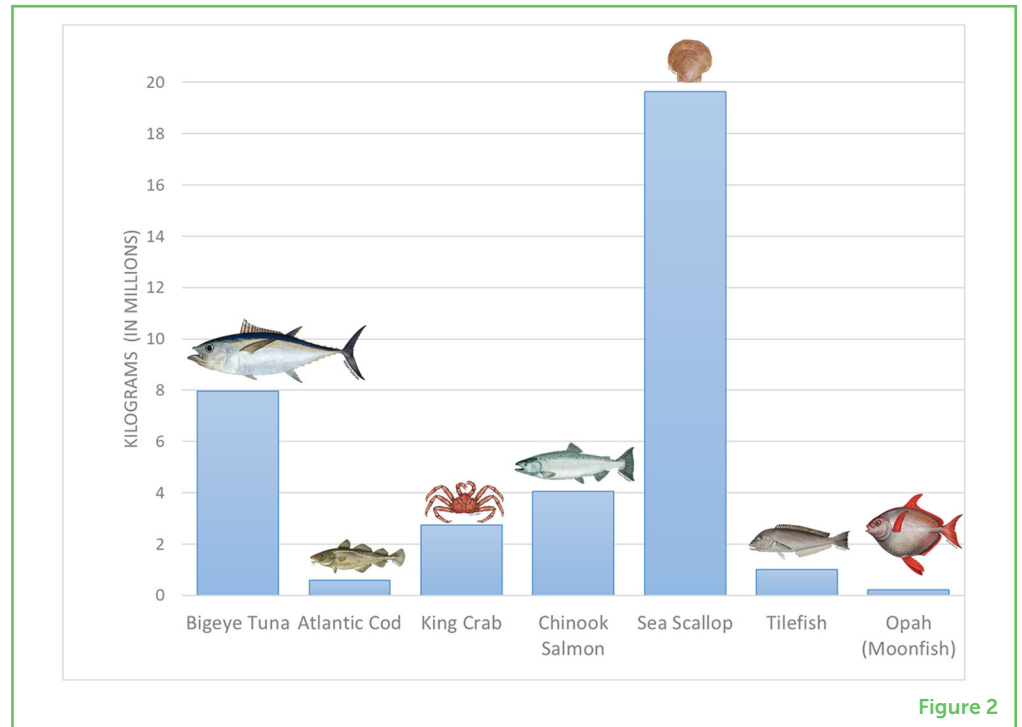 KILOGRAMS (IN MILLIONS)
20
18
16
14
12
10
8
6
4
2
0
Bigeye Tuna
Atlantic Cod
King Crab
Chinook
Salmon
Sea Scallop
Tilefish
Opah
(Moonfish)
Figure 2